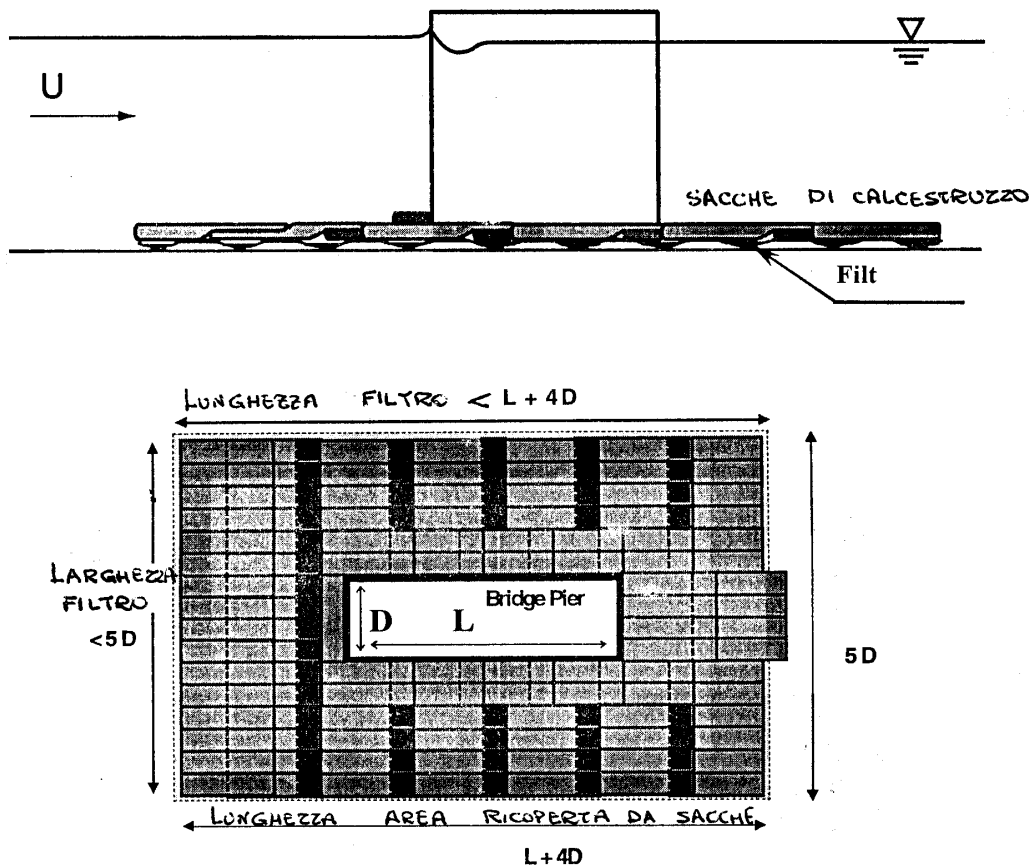 U
SACCHE DI CALCESTRUZZO
Filt
LUNGHEZZA FILTRO < L + 4D
LARGHEZZA
FILTRO
<5D
Bridge Pier
D
L
5D
LUNGHEZZA AREA RICOPERTA DA SACCHE
L+4D